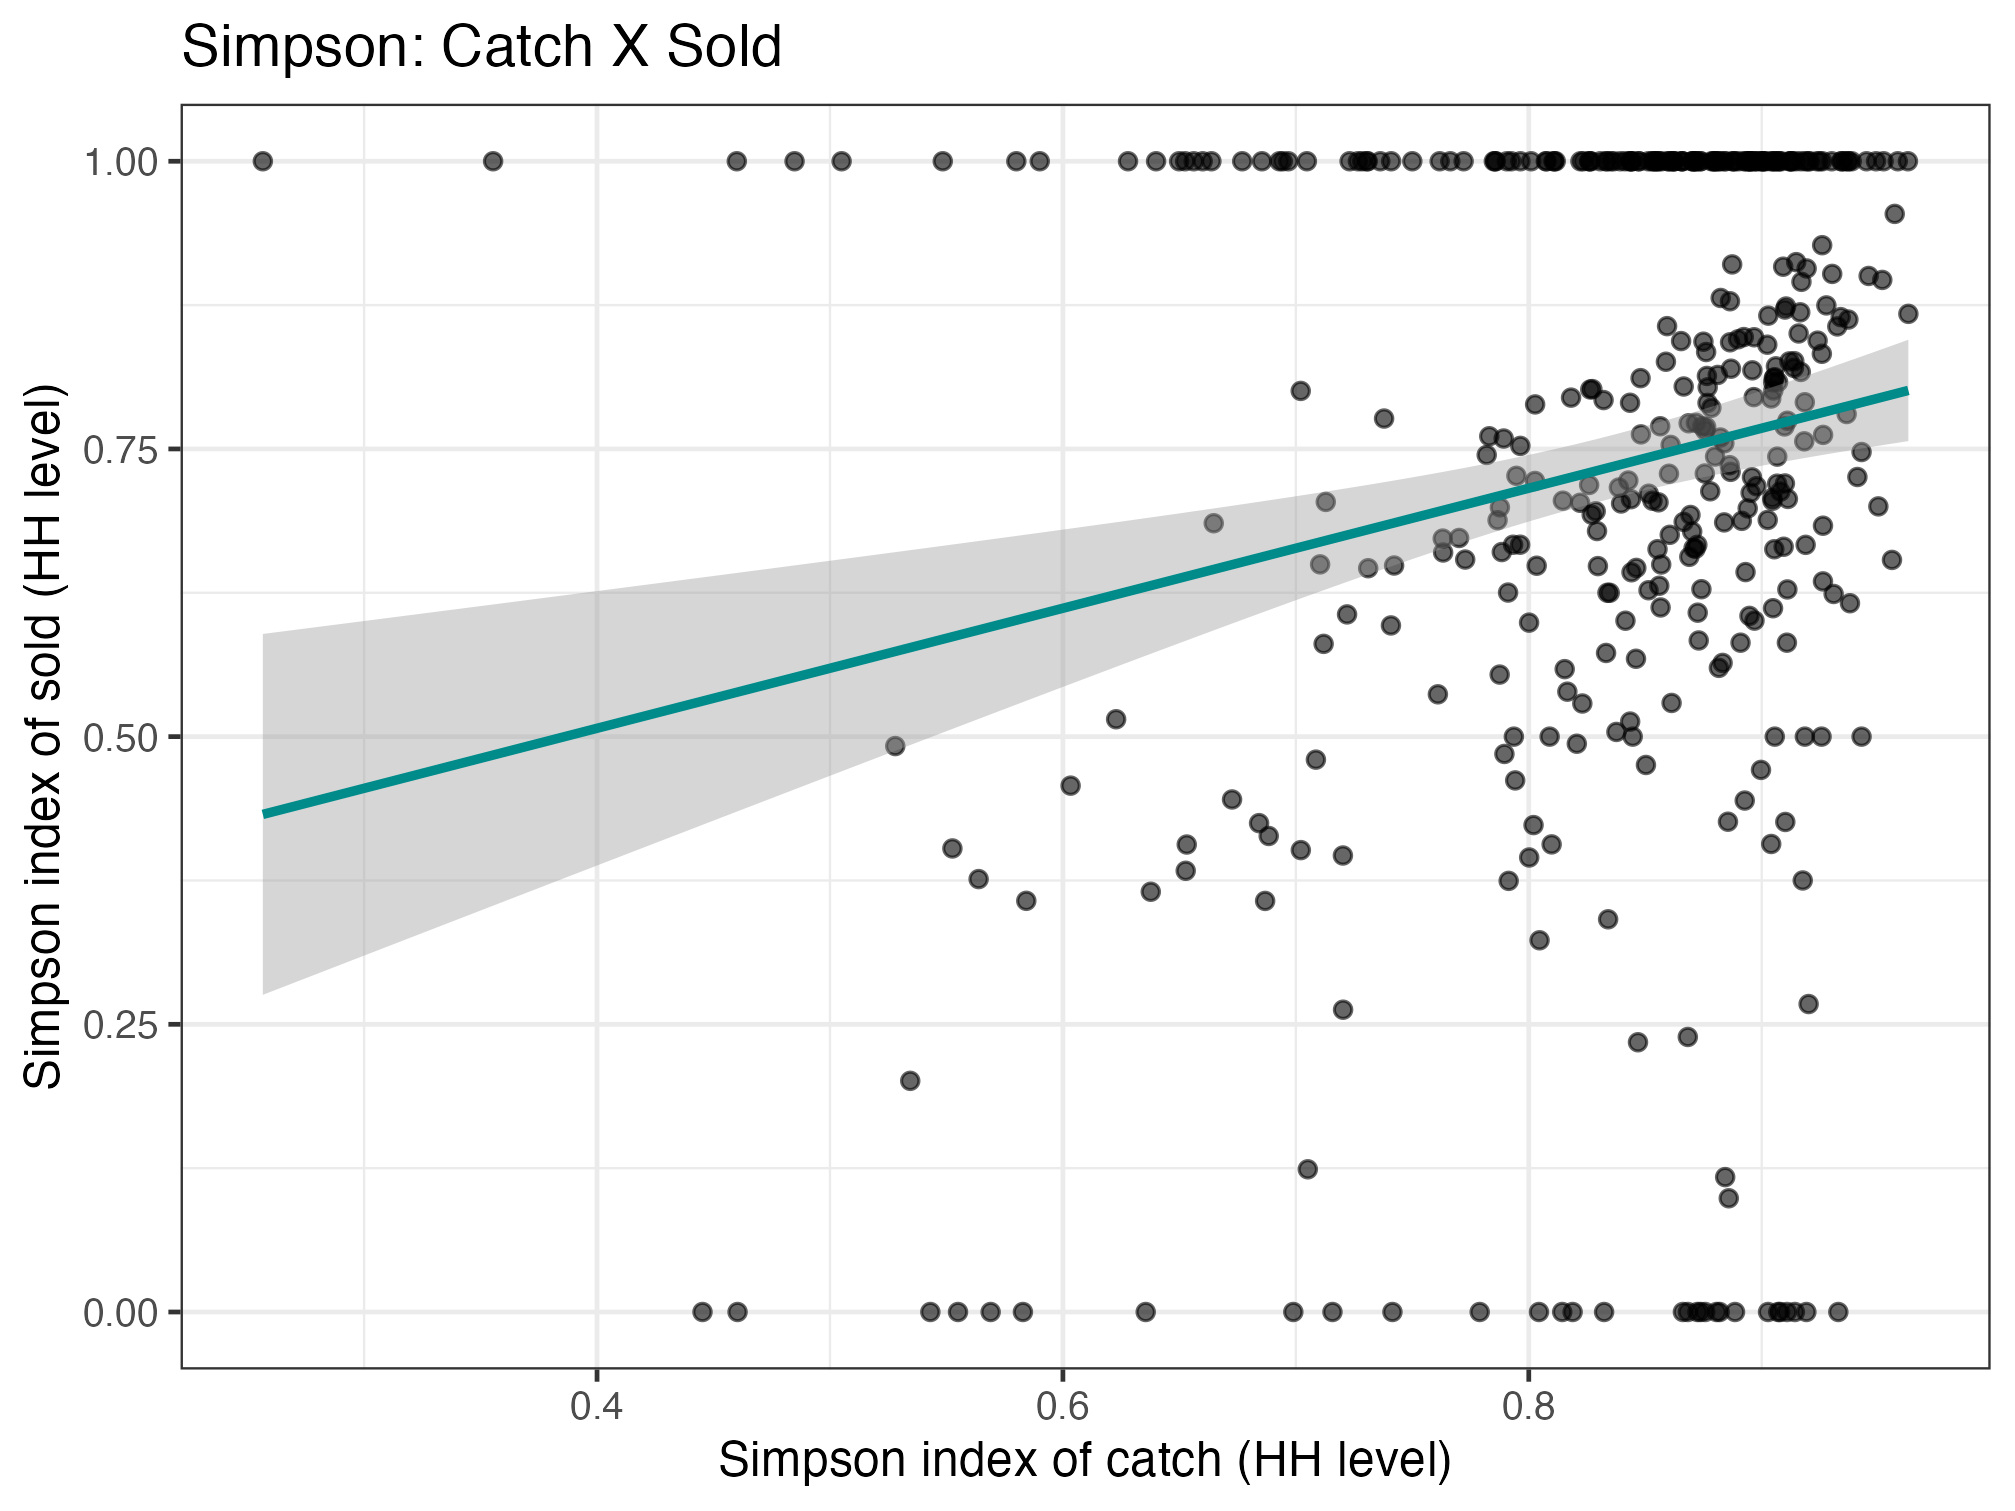 Simpson: Catch X Sold
Simpson index of sold (HH level)
1.00
0.75
0.50
0.25
0.00
0.4
0.6
0.8
Simpson index of catch (HH level)